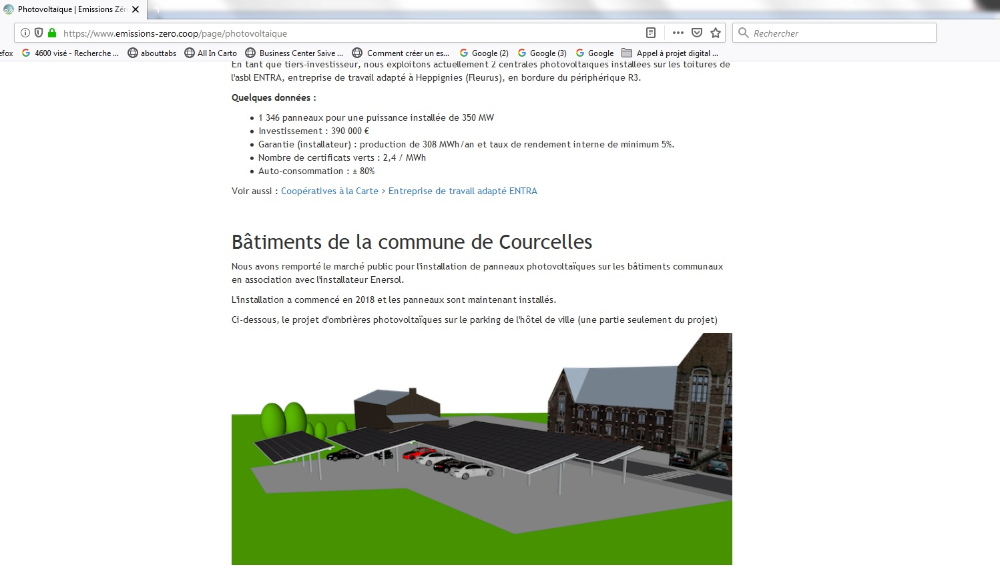 Photovoltaïque | Emissions Zér
https://www.emissions-zero.coop/page/photovoltaique
Rechercher
efox
4600 visé - Recherche ...
abouttabs
All In Carto
Business Center Saive ...
Comment créer un es...
Google (2)
Google (3)
Google
Appel à projet digital ...
En tant que tiers-investisseur, nous exploitons actuellement 2 centrales photovoltaïques installées sur les toitures de
l'asbl ENTRA, entreprise de travail adapté à Heppignies (Fleurus), en bordure du périphérique R3.
Quelques données :
• 1 346 panneaux pour une puissance installée de 350 MW
• Investissement : 390 000 €
• Garantie (installateur) : production de 308 MWh/an et taux de rendement interne de minimum 5%.
• Nombre de certificats verts : 2,4 / MWh
• Auto-consommation : ± 80%
Voir aussi : Coopératives à la Carte > Entreprise de travail adapté ENTRA
Bâtiments de la commune de Courcelles
Nous avons remporté le marché public pour l'installation de panneaux photovoltaïques sur les bâtiments communaux
en association avec l'installateur Enersol.
L'installation a commencé en 2018 et les panneaux sont maintenant installés.
Ci-dessous, le projet d'ombrières photovoltaïques sur le parking de l'hôtel de ville (une partie seulement du projet)